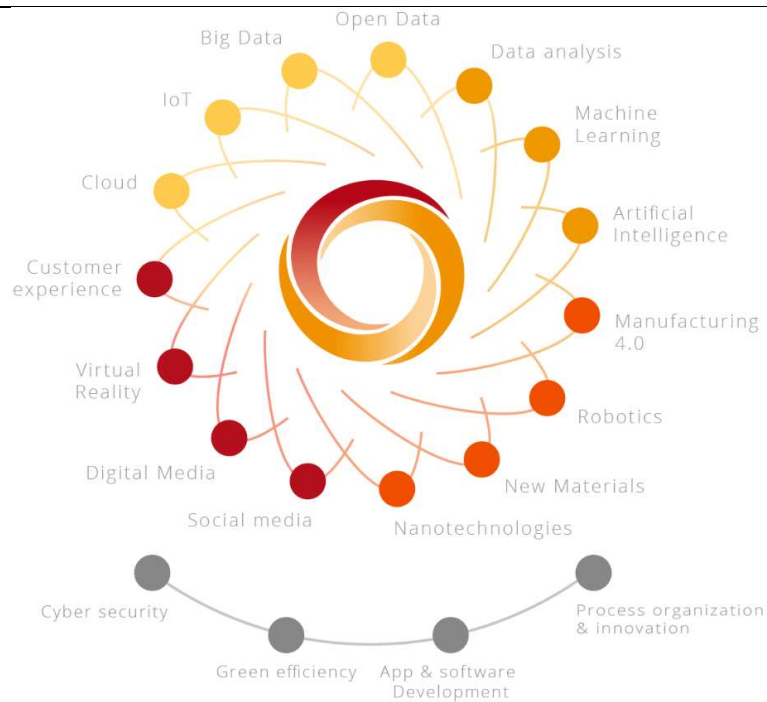 Open Data
Big Data
Data analysis
IoT
Machine
Learning
Cloud
Artificial
Intelligence
Customer
experience
Manufacturing
4.0
Virtual
Reality
Robotics
Digital Media
New Materials
Social media
Nanotechnologies
Cyber security
Process organization
& innovation
Green efficiency
App & software
Development